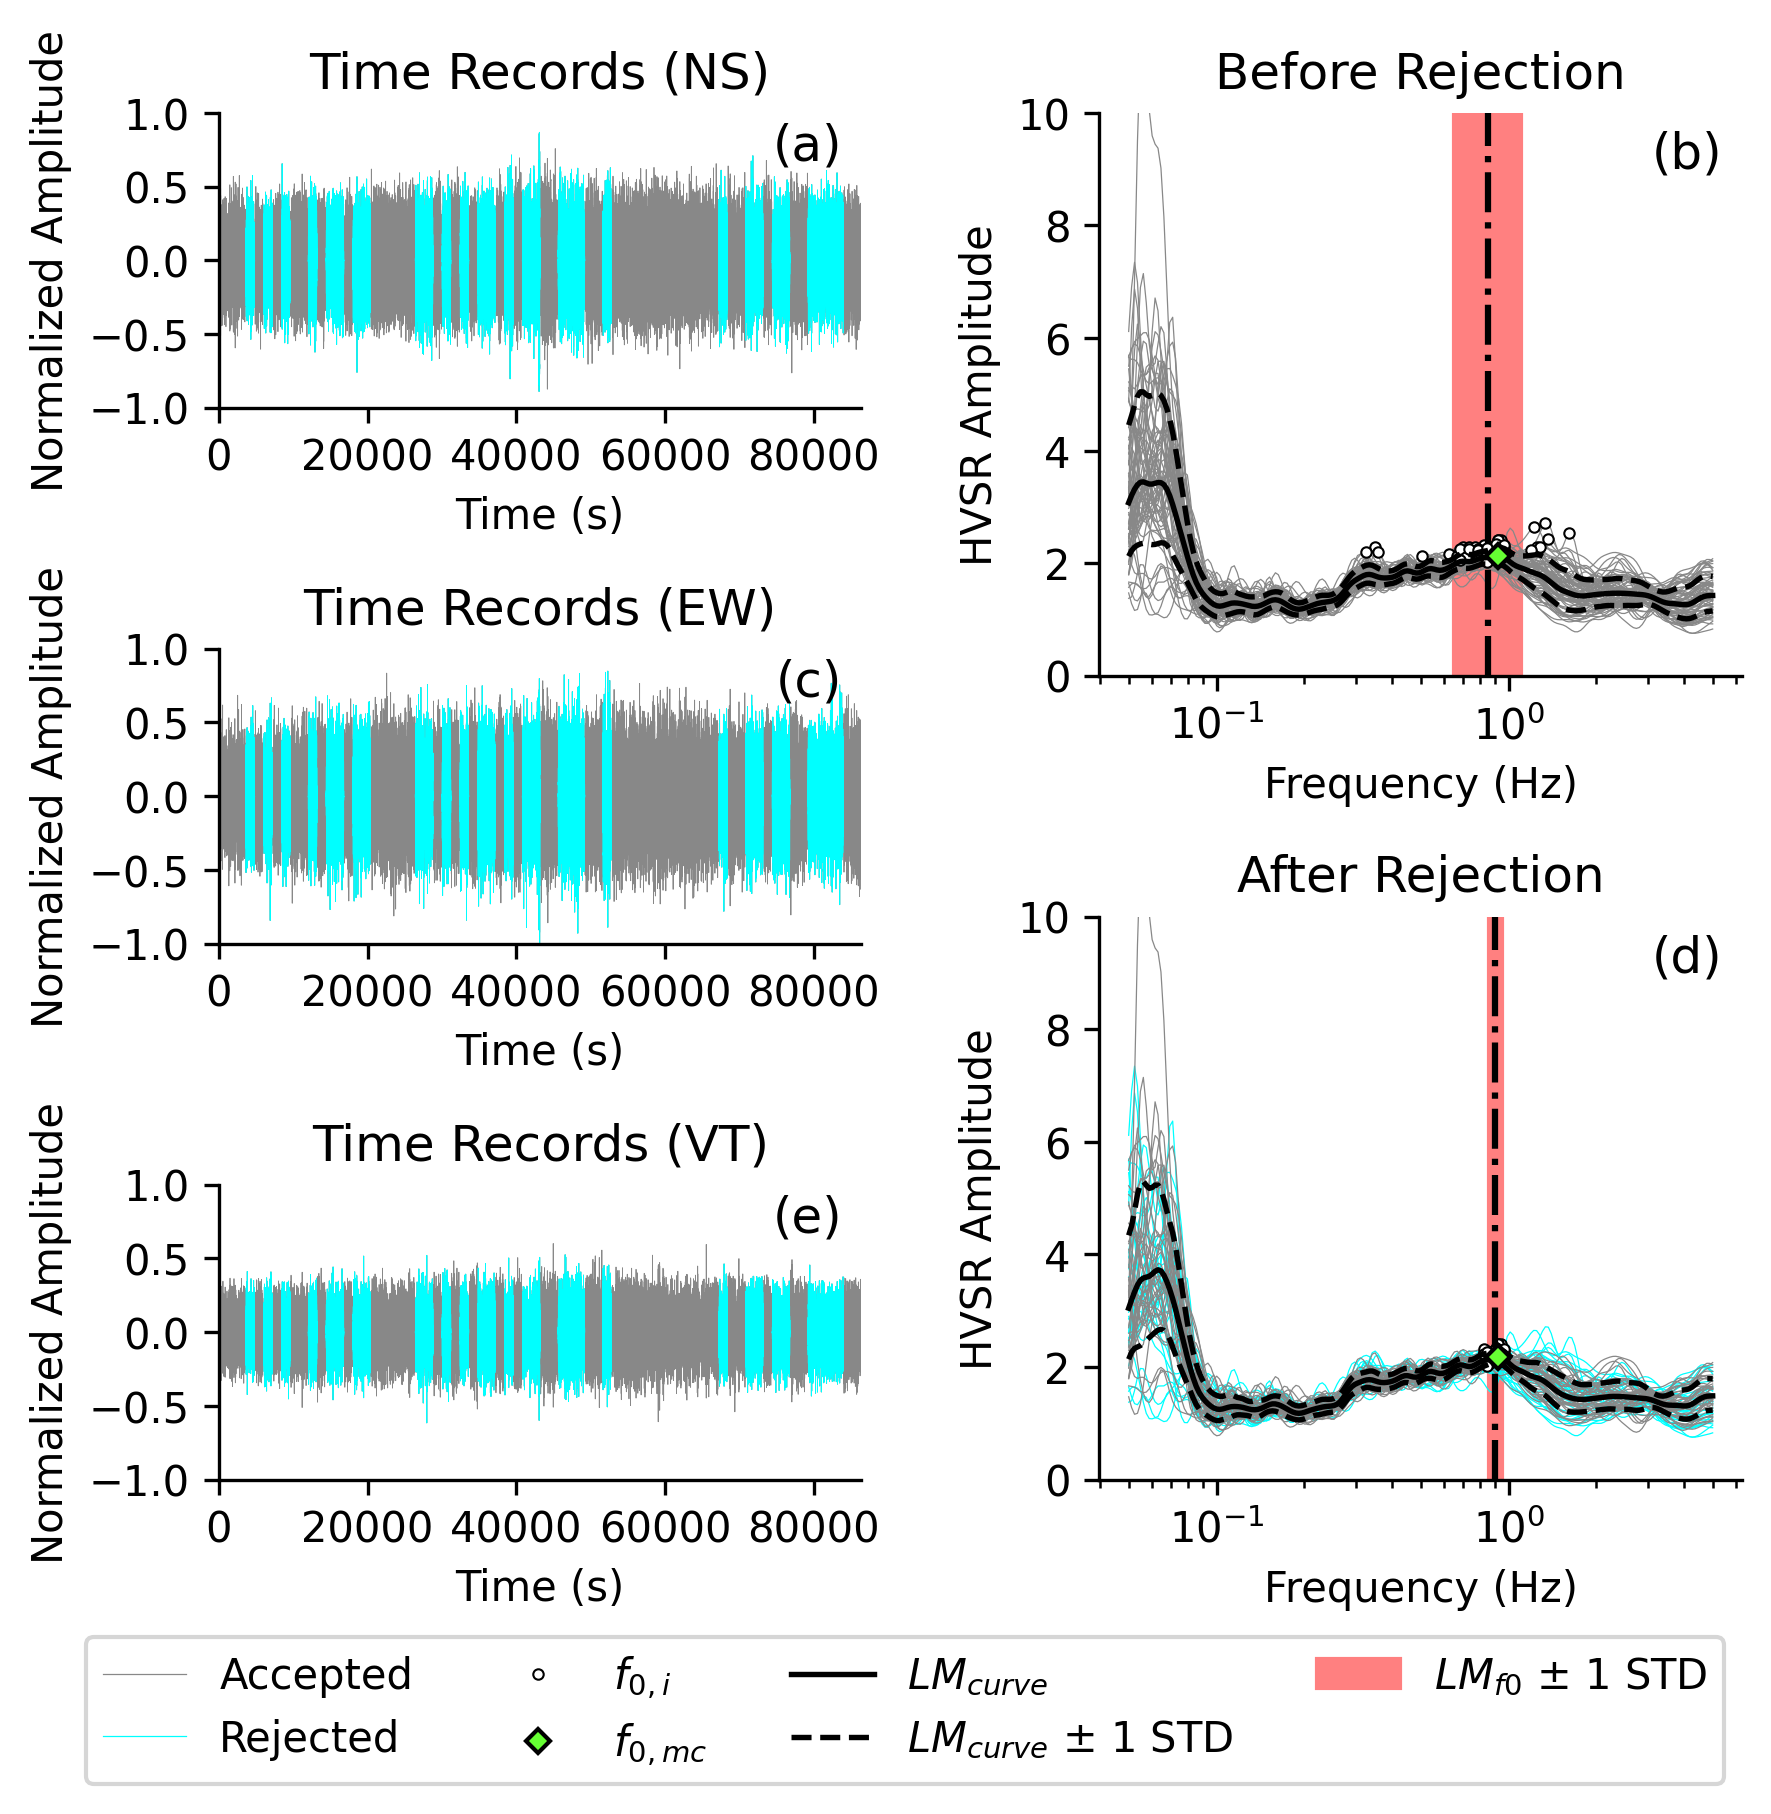 Time Records (NS)
Normalized Amplitude
1.0
(a)
0.5
0.0
−0.5
−1.0
0 20000 40000 60000 80000
Time (s)
Before Rejection
HVSR Amplitude
10
(b)
8
6
4
2
0
10⁻¹ 10⁰
Frequency (Hz)
Time Records (EW)
Normalized Amplitude
1.0
(c)
0.5
0.0
−0.5
−1.0
0 20000 40000 60000 80000
Time (s)
After Rejection
HVSR Amplitude
10
(d)
8
6
4
2
0
10⁻¹ 10⁰
Frequency (Hz)
Time Records (VT)
Normalized Amplitude
1.0
(e)
0.5
0.0
−0.5
−1.0
0 20000 40000 60000 80000
Time (s)
Accepted f0,i LMcurve LMf0 ± 1 STD
Rejected f0,mc LMcurve ± 1 STD